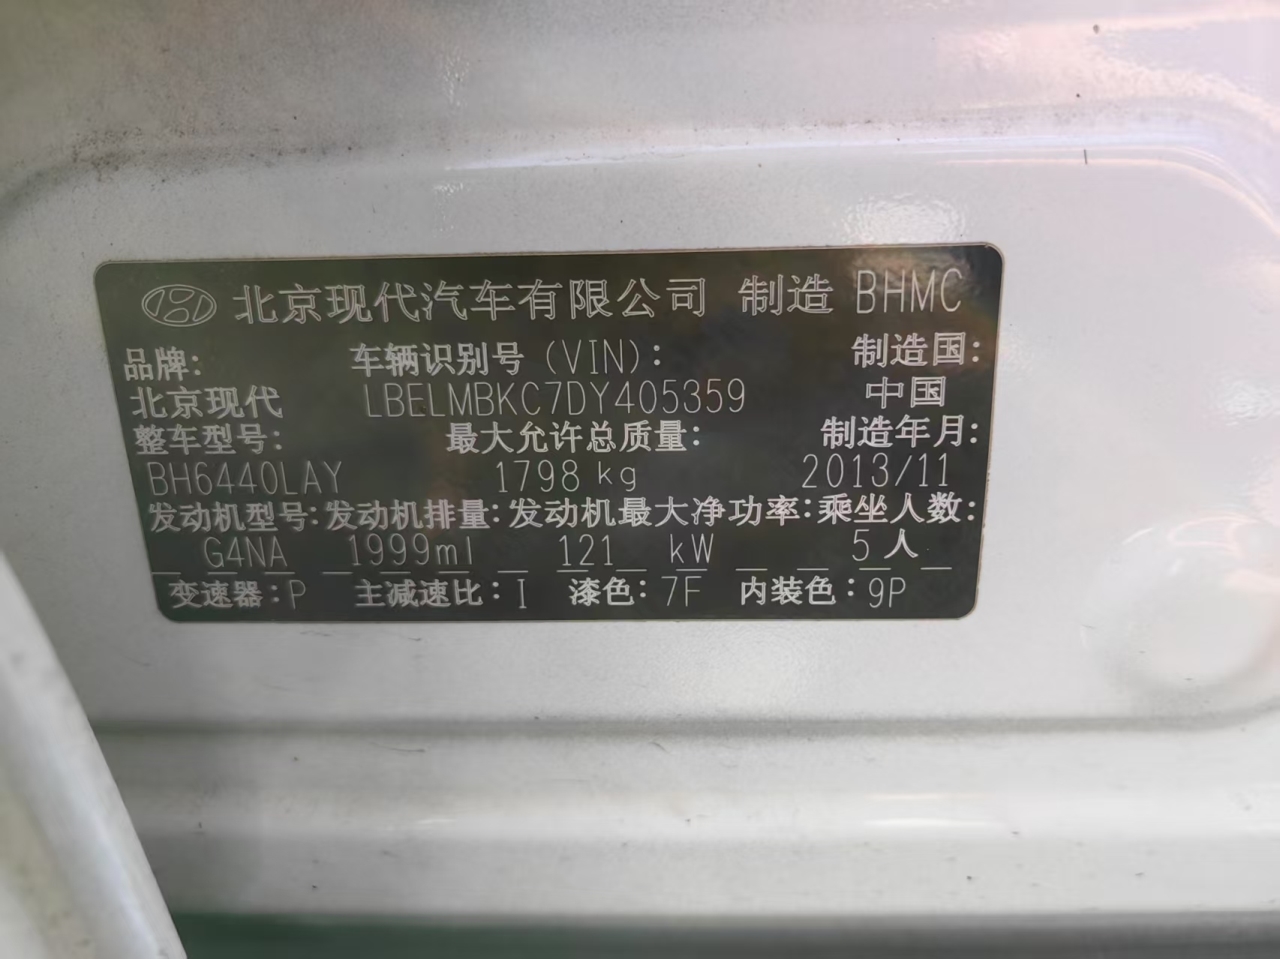 北京现代汽车有限公司 制造 BHMC
品牌: 车辆识别号 (VIN): 制造国:
北京现代 LBELMBKC7DY405359 中国
整车型号: 最大允许总质量: 制造年月:
BH6440LAY 1798 kg 2013/11
发动机型号: 发动机排量: 发动机最大净功率: 乘坐人数:
G4NA 1999ml 121 kW 5人
变速器: P 主减速比: I 漆色: 7F 内装色: 9P